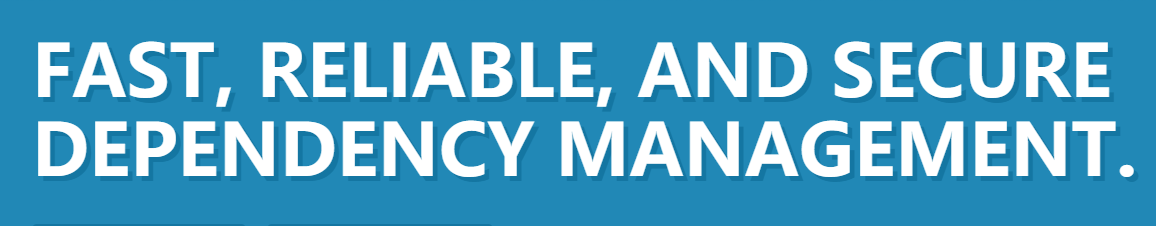 FAST, RELIABLE, AND SECURE
DEPENDENCY MANAGEMENT.